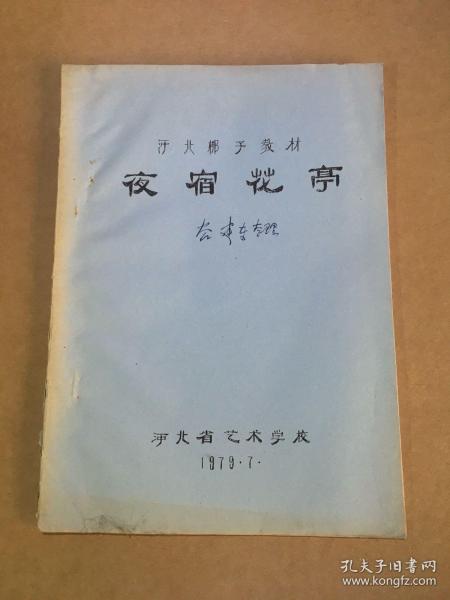 河北梆子教材
夜宿花亭
河北省艺术学校
1979.7.
孔夫子旧书网
www.kongfz.com